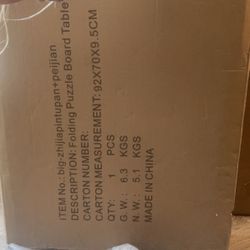 ITEM No.: big-zhijiapintupan+peijian
DESCRIPTION: Folding Puzzle Board Table
CARTON NUMBER:
CARTON MEASUREMENT: 92X70X9.5CM
QTY: 1 PCS
G.W.: 6.3 KGS
N.W.: 5.1 KGS
MADE IN CHINA